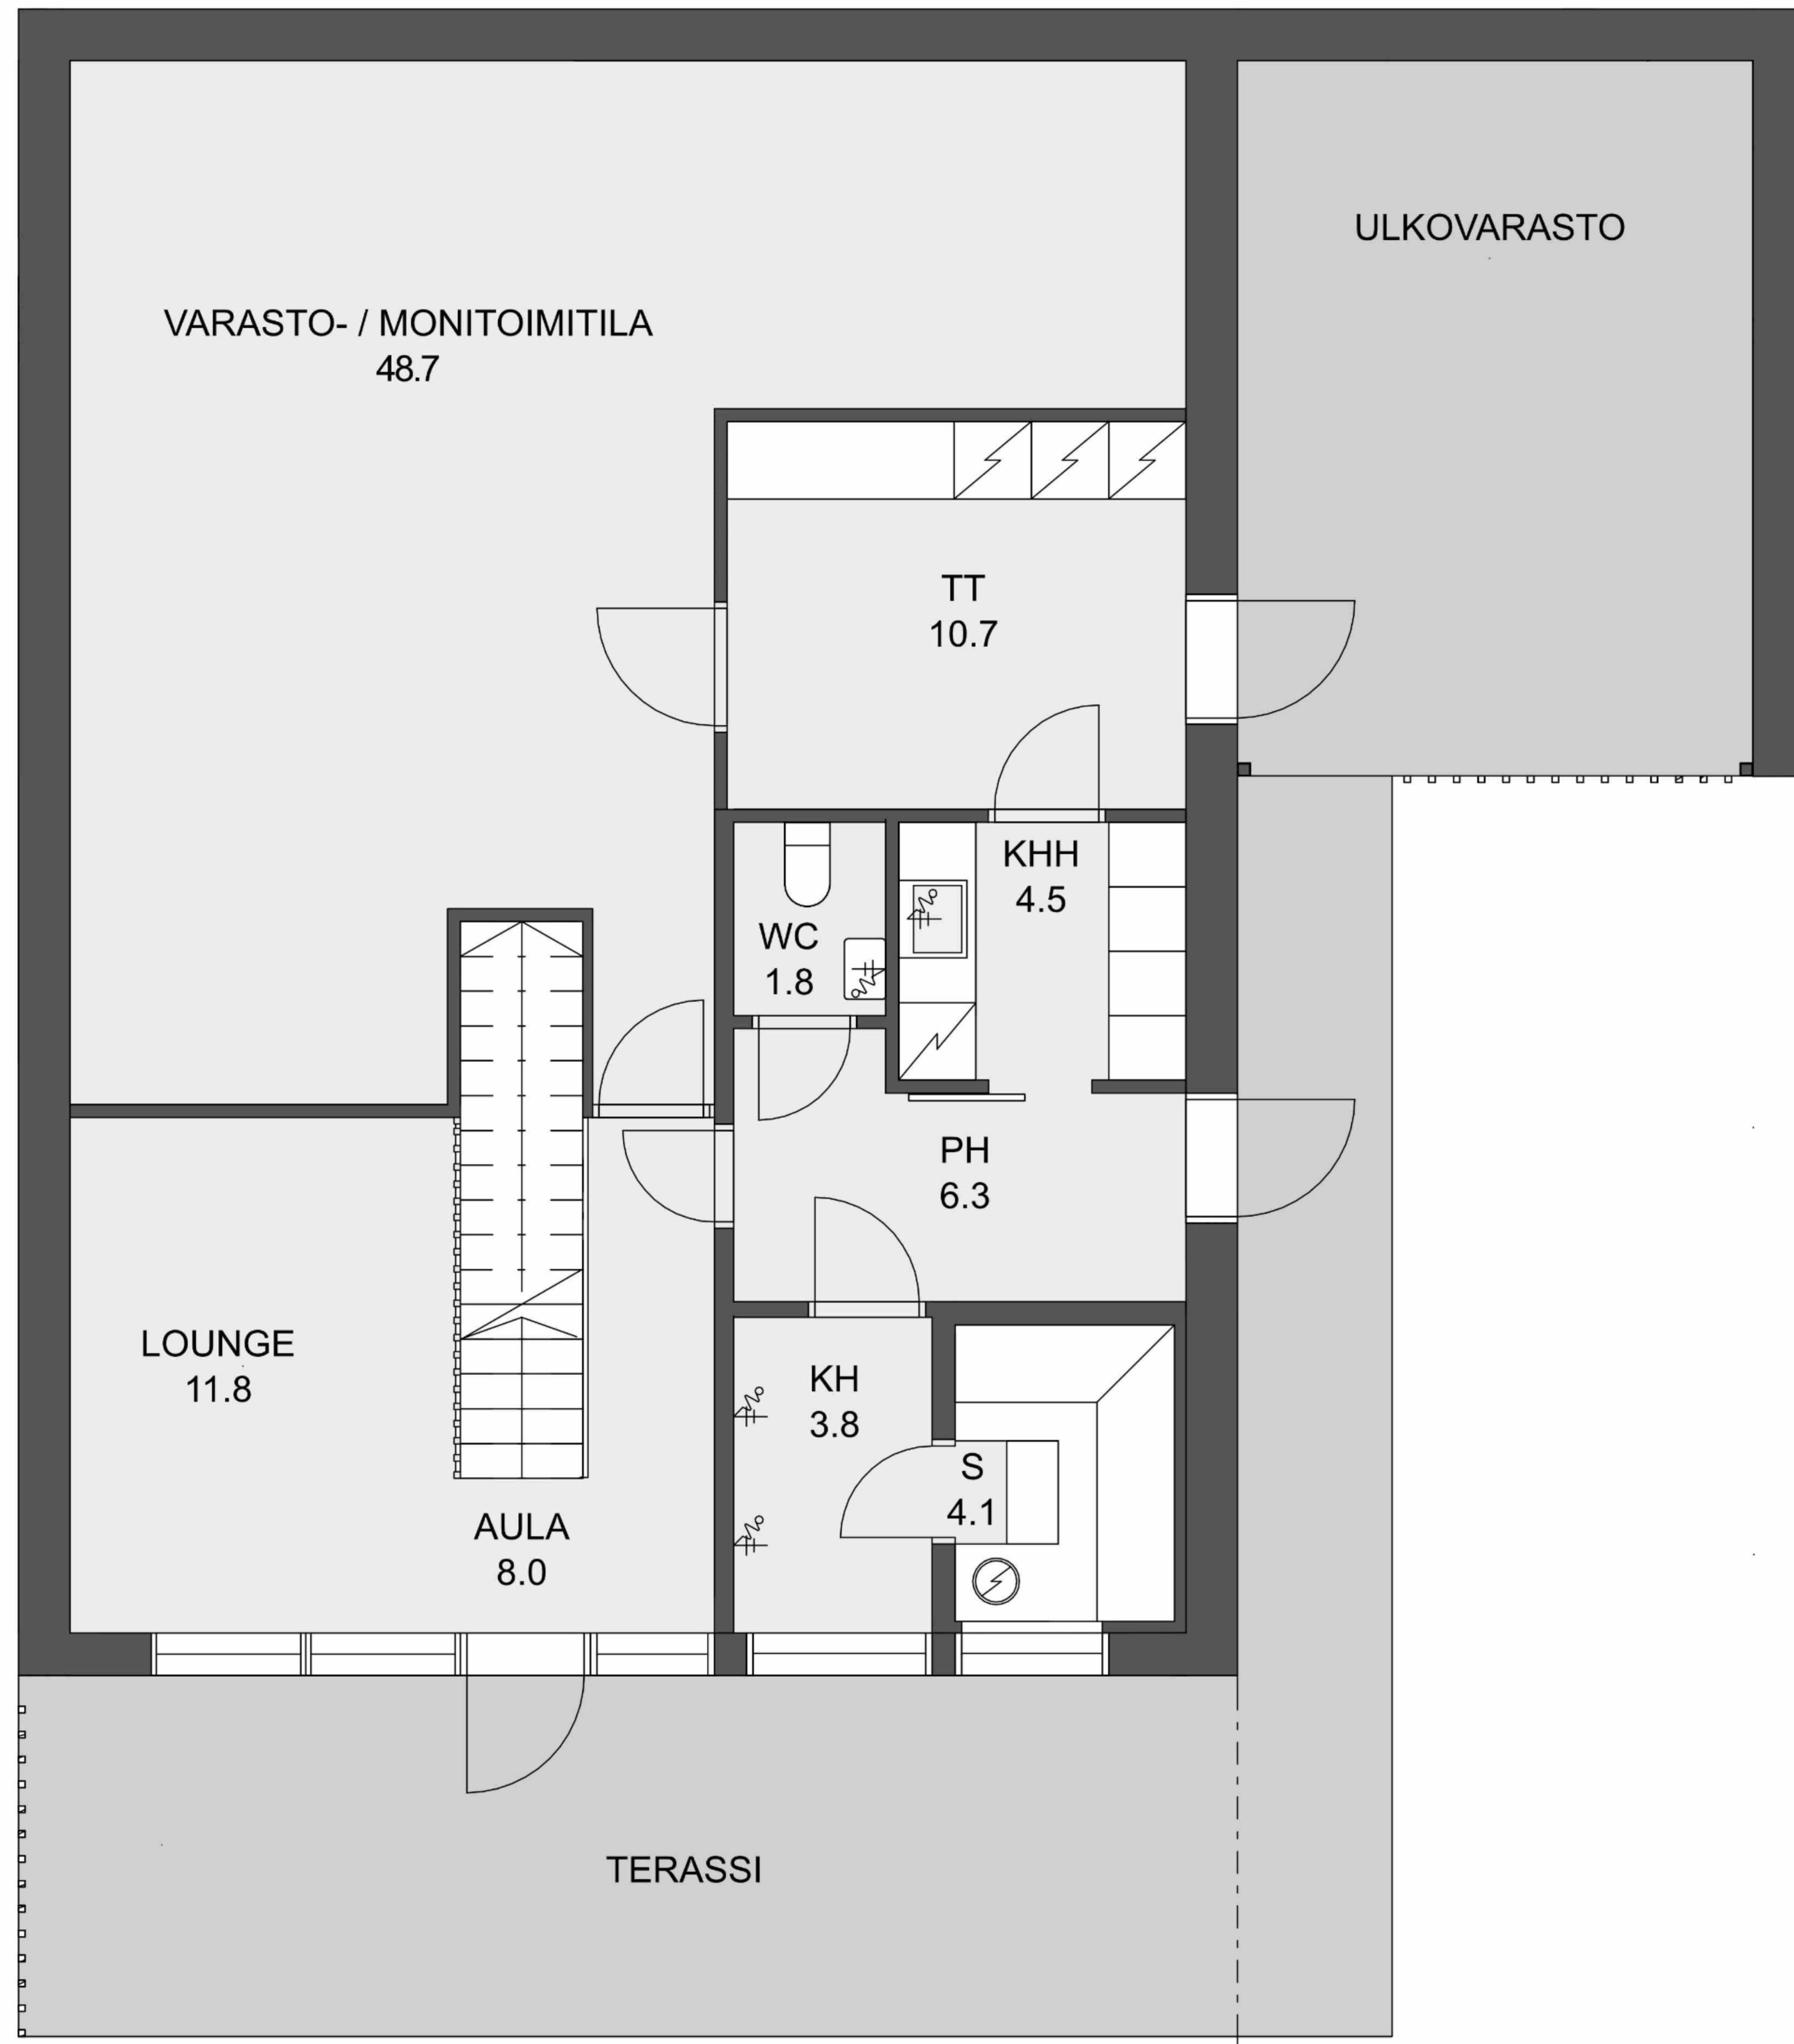 ULKOVARASTO
VARASTO- / MONITOIMITILA
48.7
TT
10.7
KHH
4.5
WC
1.8
PH
6.3
LOUNGE
11.8
KH
3.8
S
4.1
AULA
8.0
TERASSI